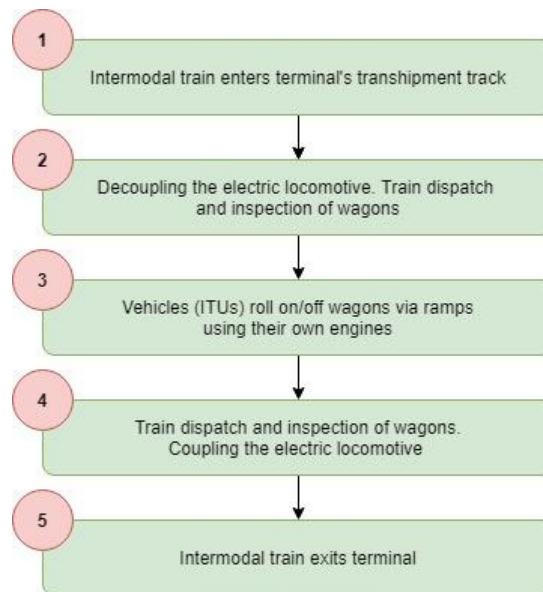 1
Intermodal train enters terminal's transhipment track
2
Decoupling the electric locomotive. Train dispatch
and inspection of wagons
3
Vehicles (ITUs) roll on/off wagons via ramps
using their own engines
4
Train dispatch and inspection of wagons.
Coupling the electric locomotive
5
Intermodal train exits terminal